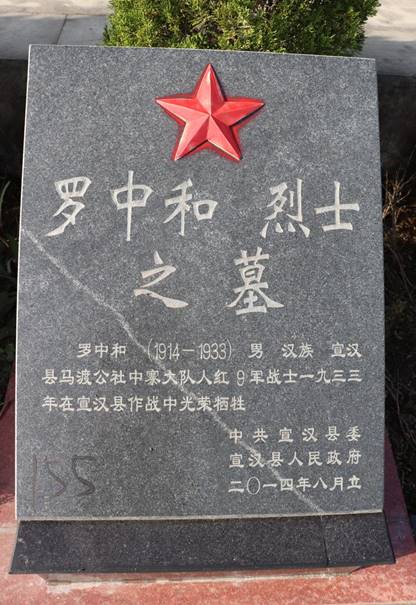 罗中和 烈士
之 墓
罗中和 (1914-1933) 男 汉族 宣汉
县马渡公社中寨大队人红9军战士一九三三
年在宣汉县作战中光荣牺牲
中共宣汉县委
宣汉县人民政府
二〇一四年八月立
155